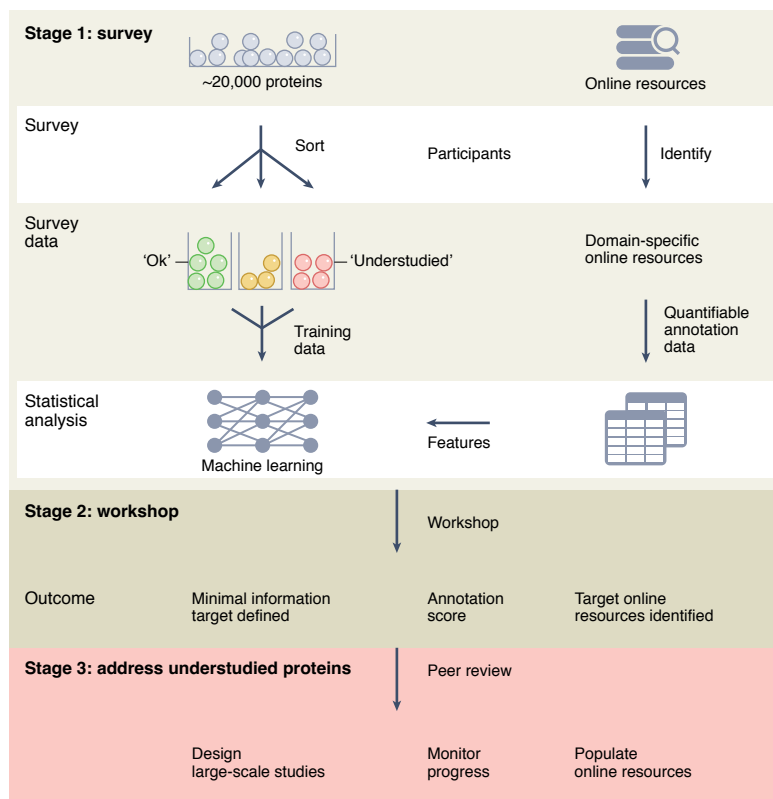 Stage 1: survey
~20,000 proteins
Online resources
Survey
Sort
Participants
Identify
Survey
data
'Ok'
'Understudied'
Domain-specific
online resources
Training
data
Quantifiable
annotation
data
Statistical
analysis
Machine learning
Features
Stage 2: workshop
Workshop
Outcome
Minimal information
target defined
Annotation
score
Target online
resources identified
Stage 3: address understudied proteins
Peer review
Design
large-scale studies
Monitor
progress
Populate
online resources